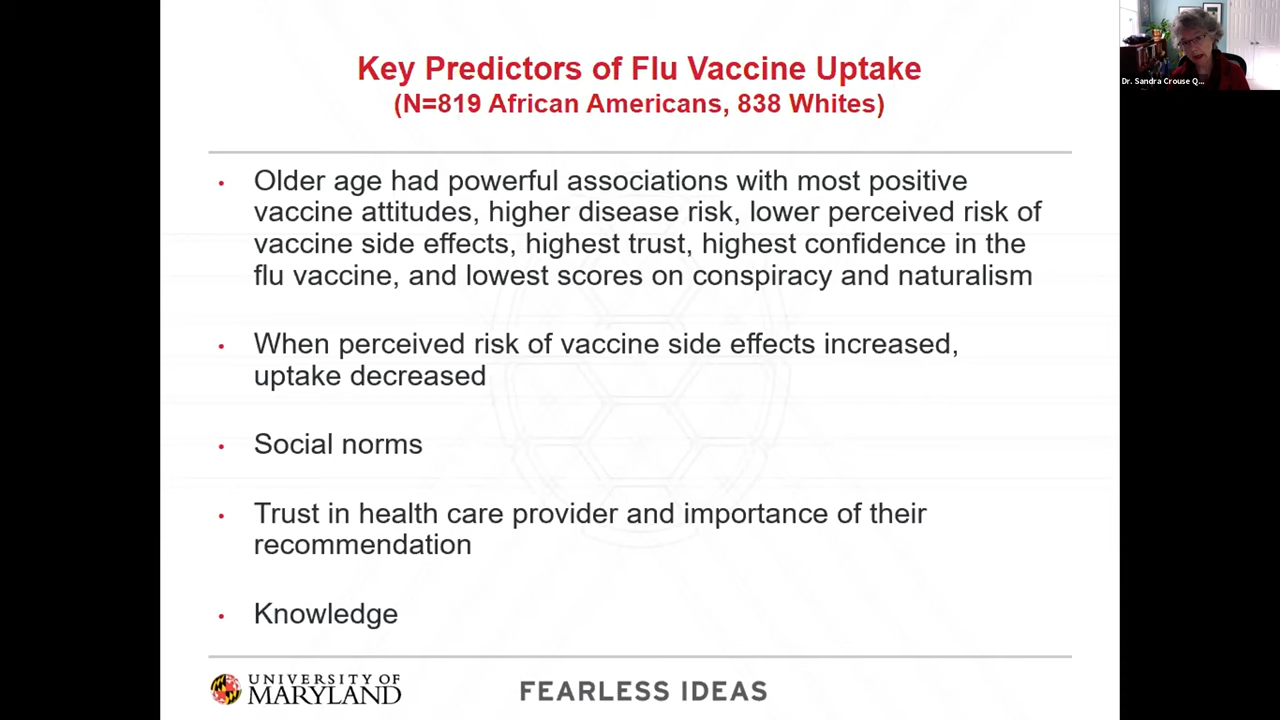 Key Predictors of Flu Vaccine Uptake
(N=819 African Americans, 838 Whites)
Dr. Sandra Crouse Q...
• Older age had powerful associations with most positive
vaccine attitudes, higher disease risk, lower perceived risk of
vaccine side effects, highest trust, highest confidence in the
flu vaccine, and lowest scores on conspiracy and naturalism
• When perceived risk of vaccine side effects increased,
uptake decreased
• Social norms
• Trust in health care provider and importance of their
recommendation
• Knowledge
UNIVERSITY OF
MARYLAND
FEARLESS IDEAS